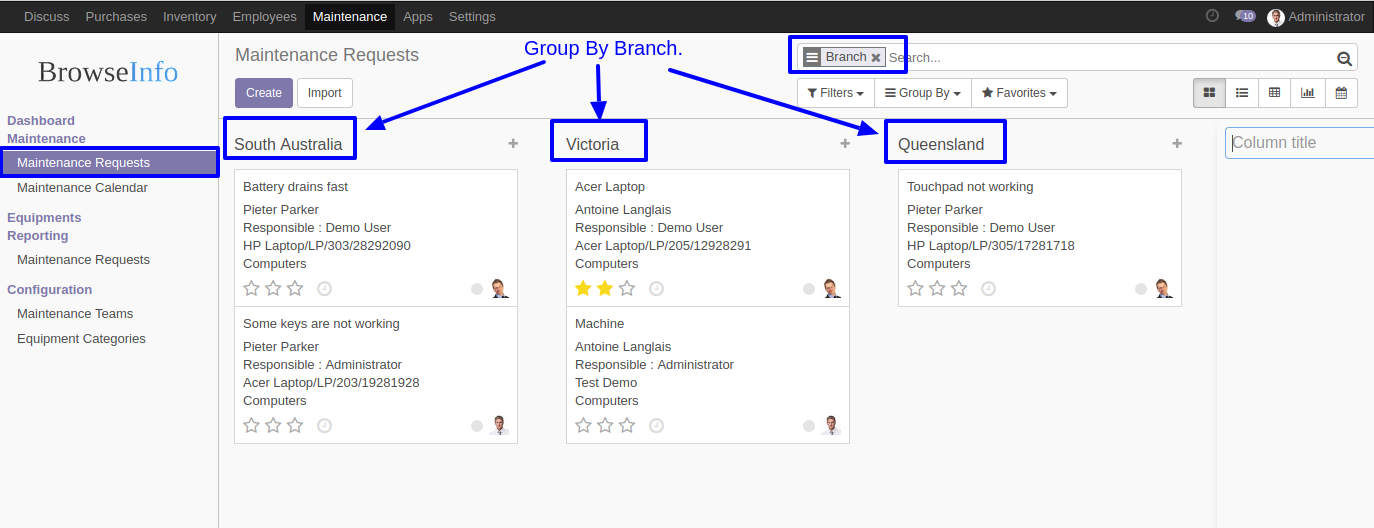 Discuss Purchases Inventory Employees Maintenance Apps Settings 10 Administrator
BrowseInfo
Dashboard
Maintenance
Maintenance Requests
Maintenance Calendar
Equipments
Reporting
Maintenance Requests
Configuration
Maintenance Teams
Equipment Categories
Maintenance Requests
Group By Branch.
Branch Search...
Create Import
Filters Group By Favorites
South Australia
Battery drains fast
Pieter Parker
Responsible : Demo User
HP Laptop/LP/303/28292090
Computers
Some keys are not working
Pieter Parker
Responsible : Administrator
Acer Laptop/LP/203/19281928
Computers
Victoria
Acer Laptop
Antoine Langlais
Responsible : Demo User
Acer Laptop/LP/205/12928291
Computers
Machine
Antoine Langlais
Responsible : Administrator
Test Demo
Computers
Queensland
Touchpad not working
Pieter Parker
Responsible : Demo User
HP Laptop/LP/305/17281718
Computers
Column title